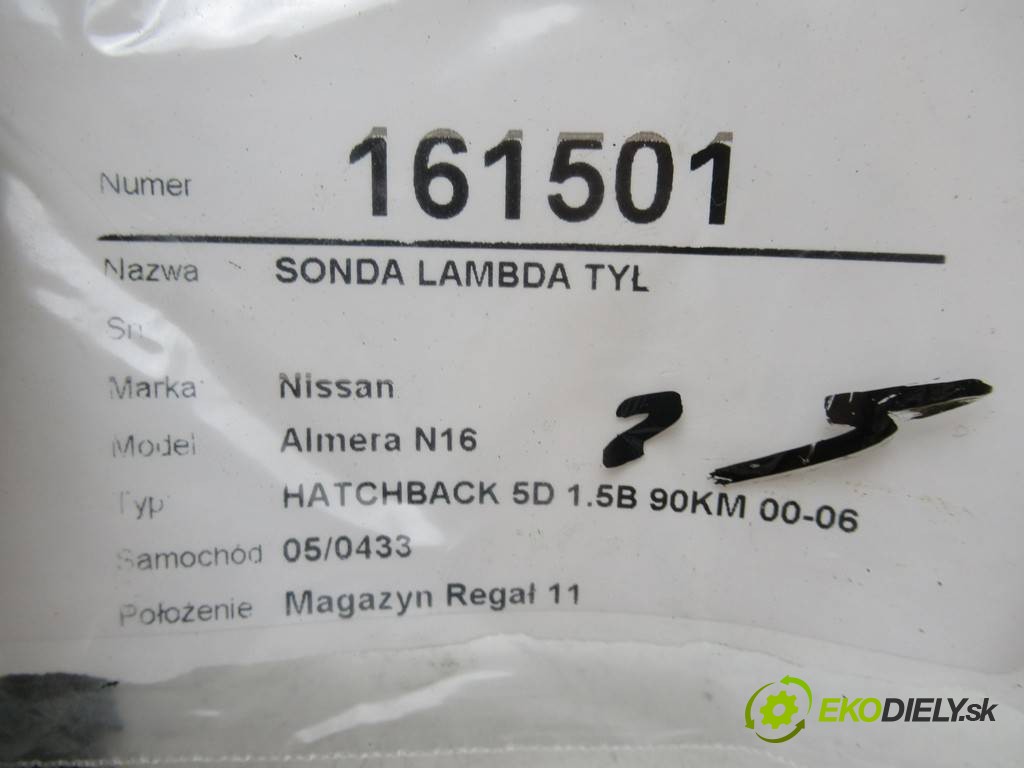 Numer 161501
Nazwa SONDA LAMBDA TYŁ
Sn
Marka Nissan
Model Almera N16
Typ HATCHBACK 5D 1.5B 90KM 00-06
Samochód 05/0433
Położenie Magazyn Regał 11
EKODIELY.sk